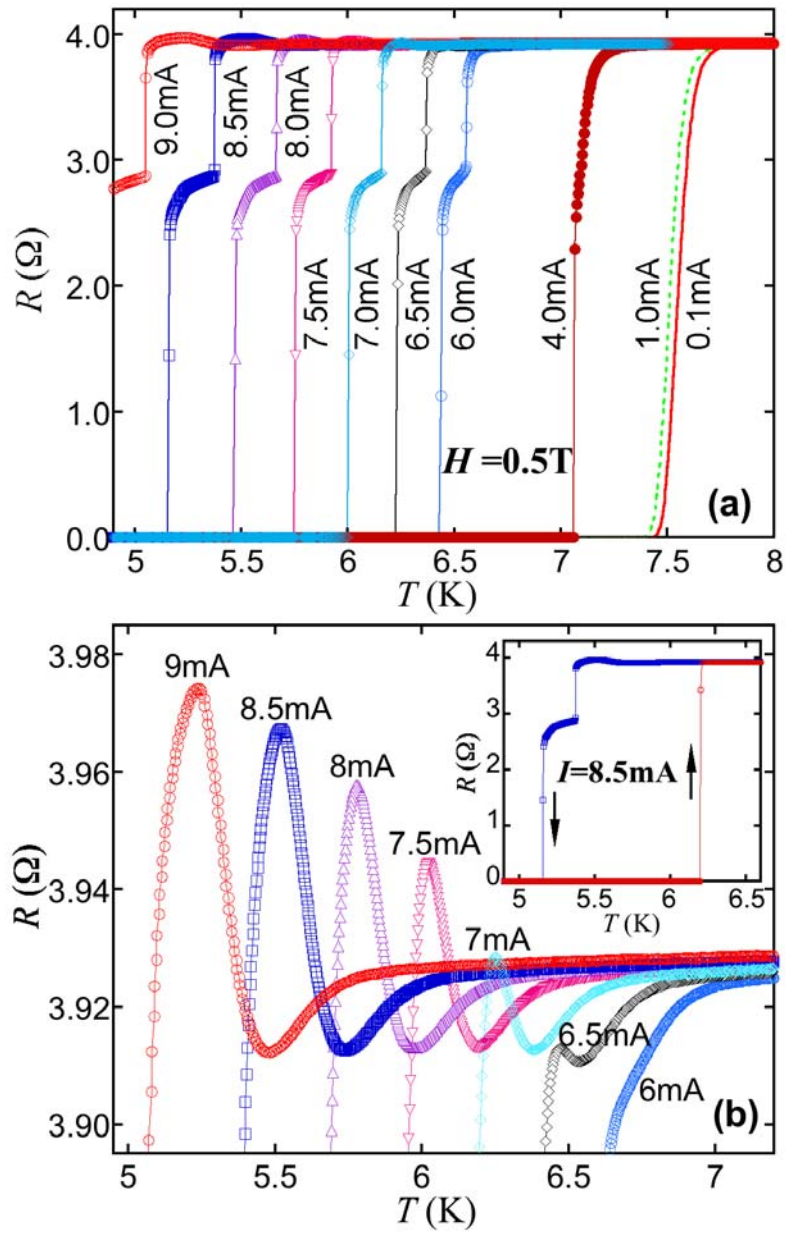 4.0
3.0
2.0
1.0
0.0
R (Ω)
9.0mA
8.5mA
8.0mA
7.5mA
7.0mA
6.5mA
6.0mA
4.0mA
1.0mA
0.1mA
H =0.5T
(a)
5 5.5 6 6.5 7 7.5 8
T (K)
3.98
3.96
3.94
3.92
3.90
R (Ω)
9mA
8.5mA
8mA
7.5mA
7mA
6.5mA
6mA
4
3
2
1
0
R (Ω)
I=8.5mA
5 5.5 6 6.5
T (K)
(b)
5 5.5 6 6.5 7
T (K)